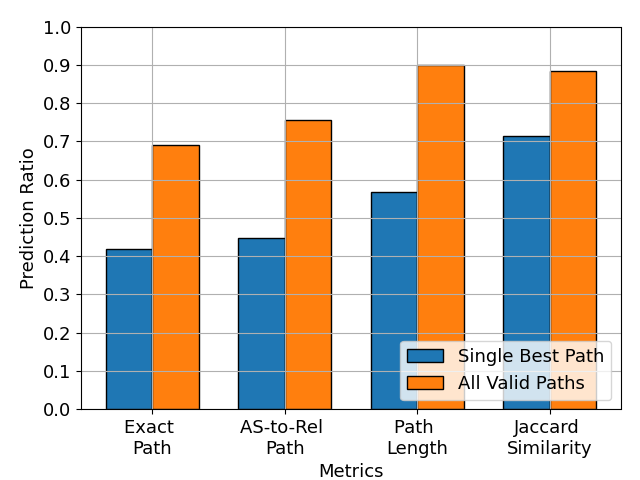 1.0
0.9
0.8
0.7
0.6
0.5
0.4
0.3
0.2
0.1
0.0
Prediction Ratio
Single Best Path
All Valid Paths
Exact
Path
AS-to-Rel
Path
Path
Length
Jaccard
Similarity
Metrics